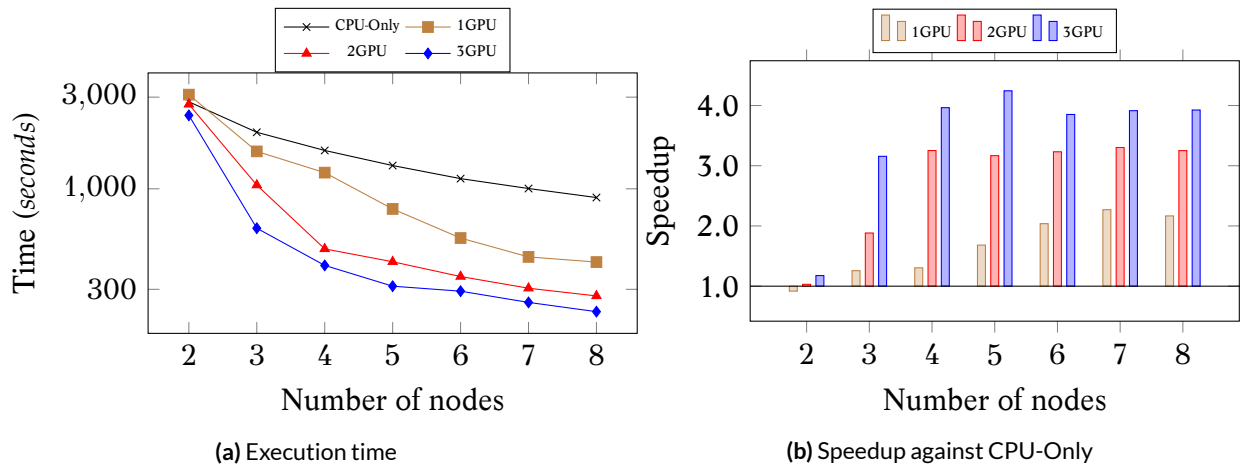 CPU-Only 1GPU
2GPU 3GPU
Time (seconds)
3,000
1,000
300
2 3 4 5 6 7 8
Number of nodes
(a) Execution time
1GPU 2GPU 3GPU
Speedup
4.0
3.0
2.0
1.0
2 3 4 5 6 7 8
Number of nodes
(b) Speedup against CPU-Only